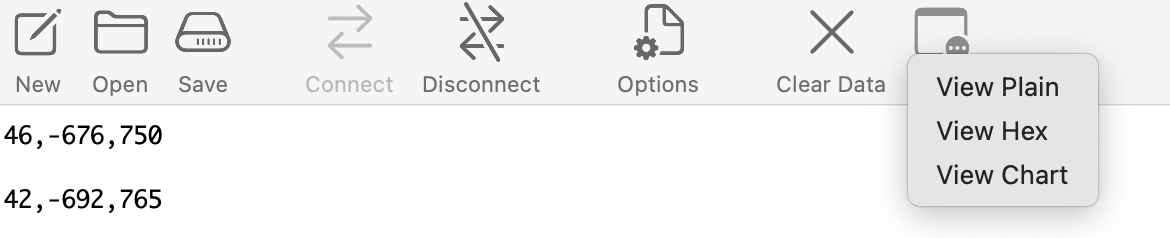 New Open Save Connect Disconnect Options Clear Data
View Plain
View Hex
View Chart
46,-676,750
42,-692,765